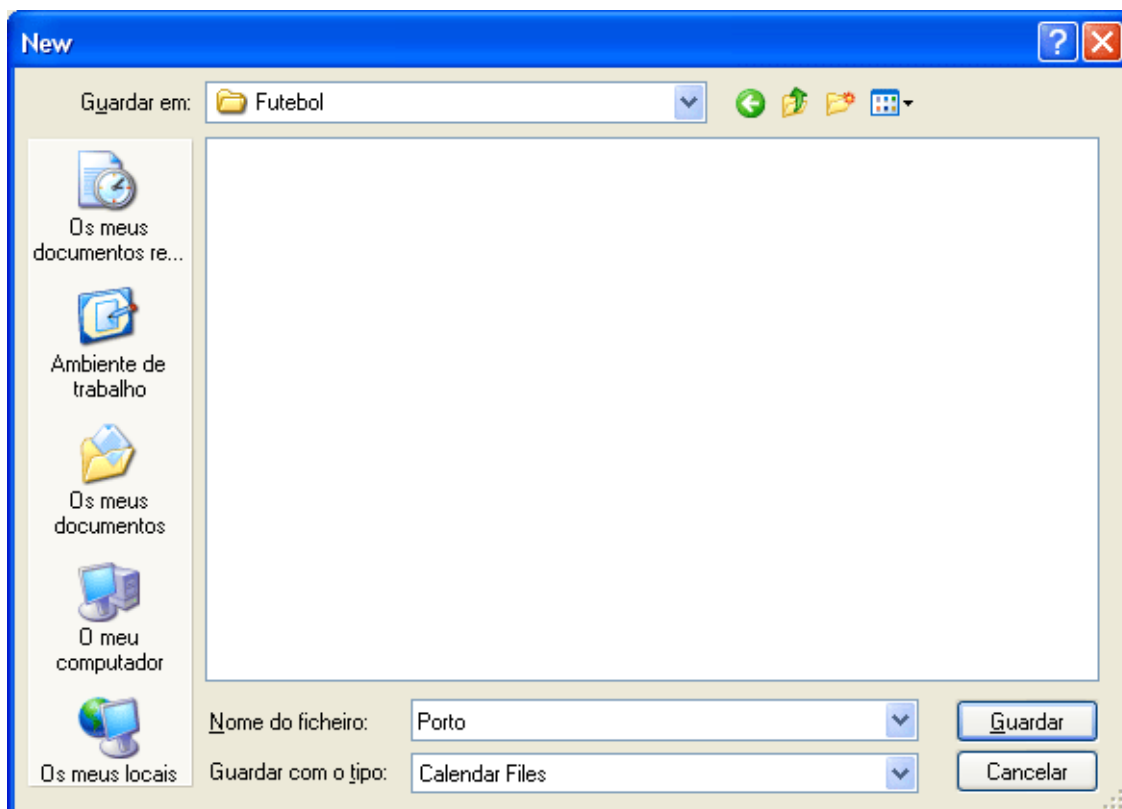 New
Guardar em:
Futebol
Os meus
documentos re...
Ambiente de
trabalho
Os meus
documentos
O meu
computador
Os meus locais
Nome do ficheiro:
Porto
Guardar
Guardar com o tipo:
Calendar Files
Cancelar